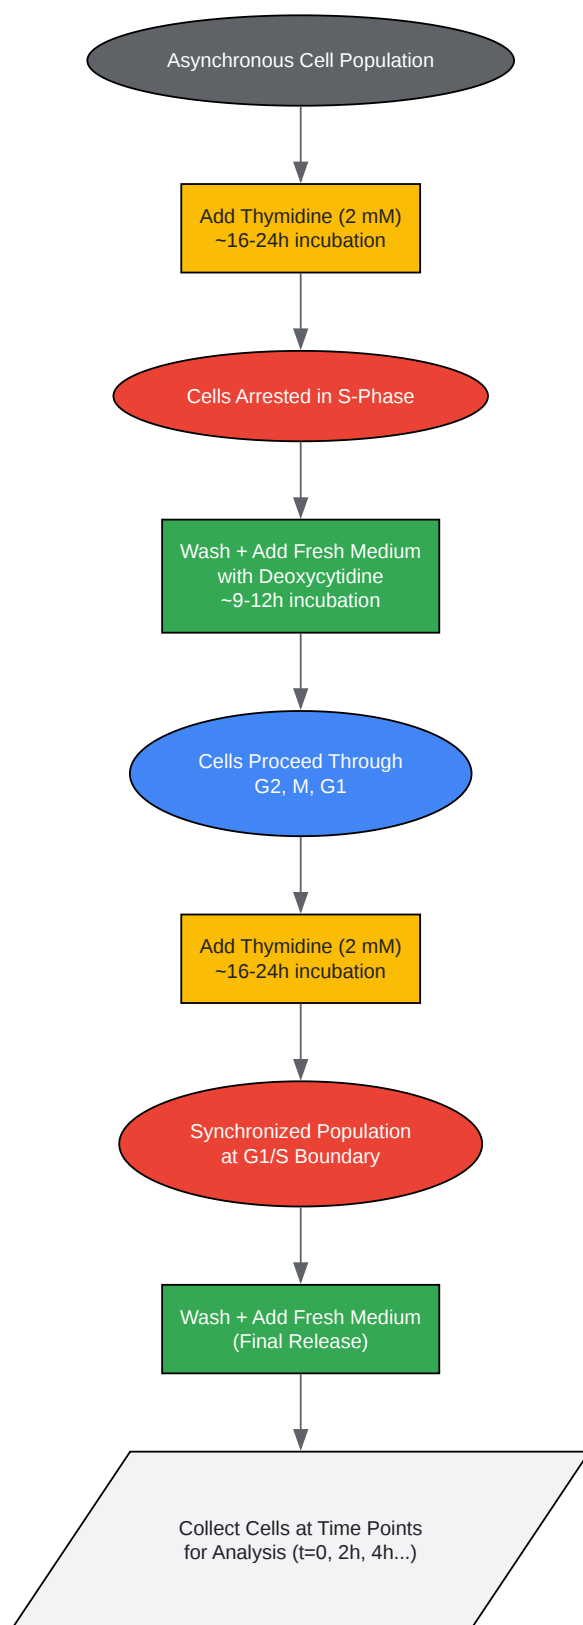 Asynchronous Cell Population
Add Thymidine (2 mM)
~16-24h incubation
Cells Arrested in S-Phase
Wash + Add Fresh Medium
with Deoxycytidine
~9-12h incubation
Cells Proceed Through
G2, M, G1
Add Thymidine (2 mM)
~16-24h incubation
Synchronized Population
at G1/S Boundary
Wash + Add Fresh Medium
(Final Release)
Collect Cells at Time Points
for Analysis (t=0, 2h, 4h...)